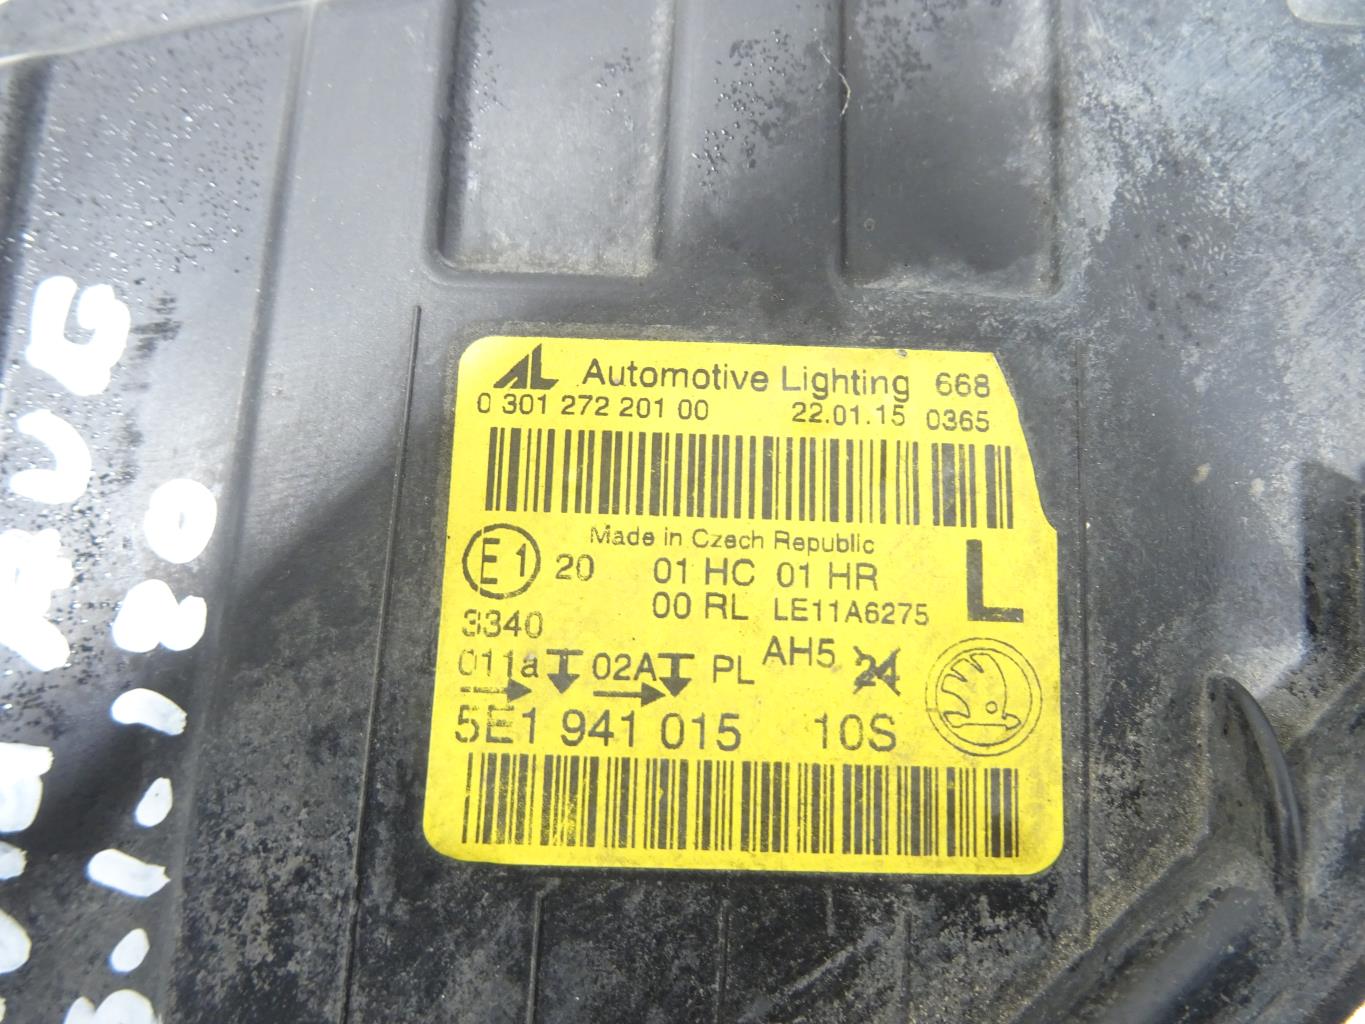 AL Automotive Lighting 668
0 301 272 201 00 22.01.15 0365
Made in Czech Republic
E1 20 01 HC 01 HR L
00 RL LE11A6275
3340
011a 02A PL AH5 24
5E1 941 015 10S